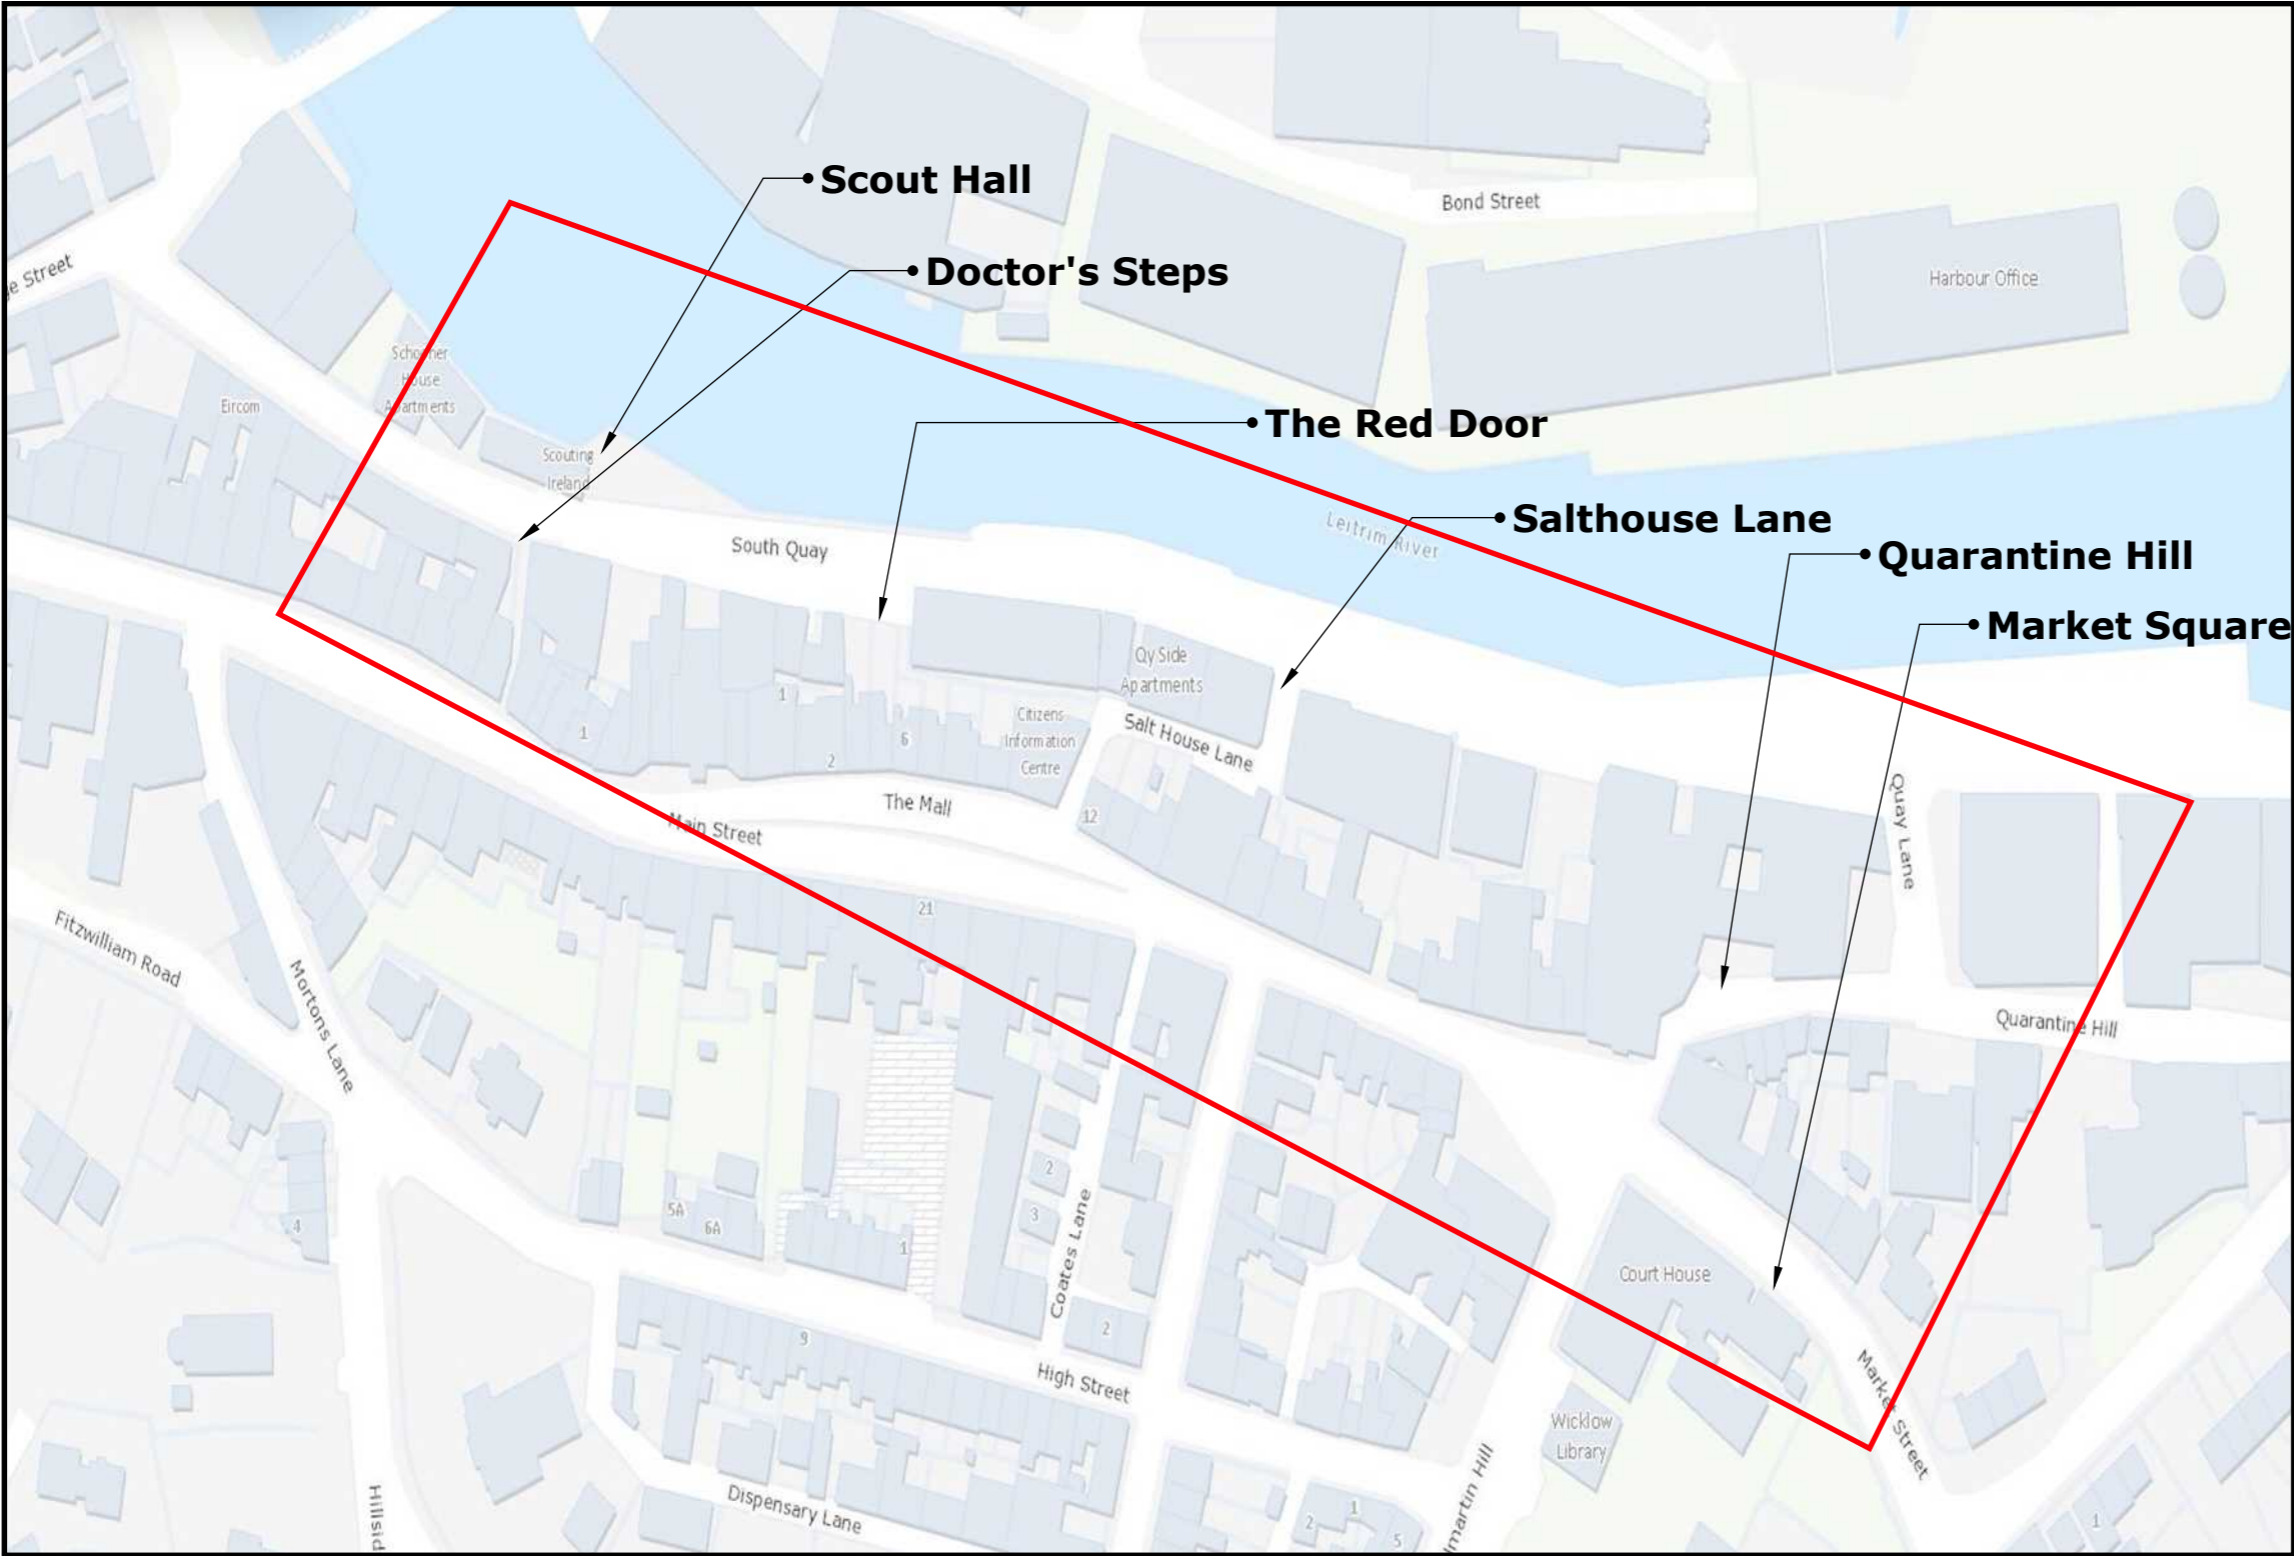 Scout Hall
Bond Street
Doctor's Steps
Harbour Office
Schooner
House
Apartments
Eircom
The Red Door
Scouting
Ireland
Salthouse Lane
Leitrim River
South Quay
Quarantine Hill
Market Square
Qy Side
Apartments
1
Citizens
Information
Centre
1
6
2
Salt House Lane
The Mall
Main Street
12
Quay Lane
21
Fitzwilliam Road
Mortons Lane
Quarantine Hill
2
3
5A
6A
4
1
Coates Lane
Court House
2
9
High Street
Market Street
Wicklow
Library
Dispensary Lane
1
2
5
1